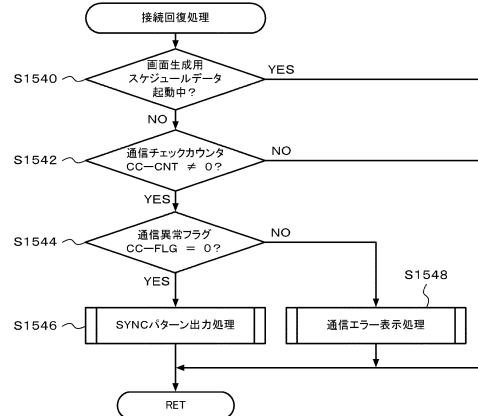 接続回復処理
S1540
画面生成用
スケジュールデータ
起動中?
YES
NO
S1542
通信チェックカウンタ
CC－CNT ≠ 0?
NO
YES
S1544
通信異常フラグ
CC－FLG = 0?
NO
YES
S1548
S1546
SYNCパターン出力処理
通信エラー表示処理
RET